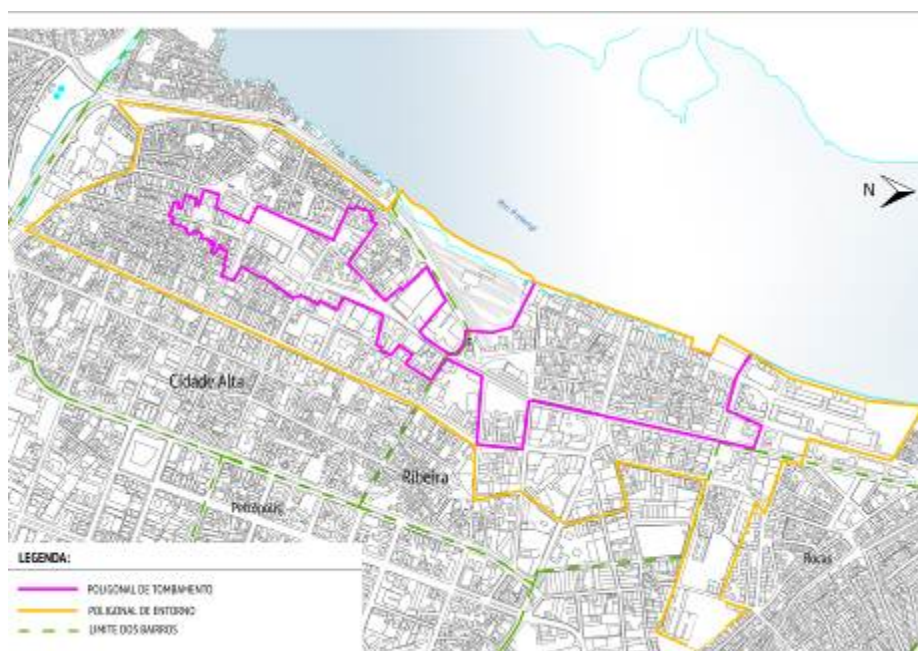 N
Cidade Alta
Ribeira
Petrópolis
Rocas
LEGENDA:
POLIGONAL DE TOMBAMENTO
POLIGONAL DE ENTORNO
LIMITE DOS BAIRROS